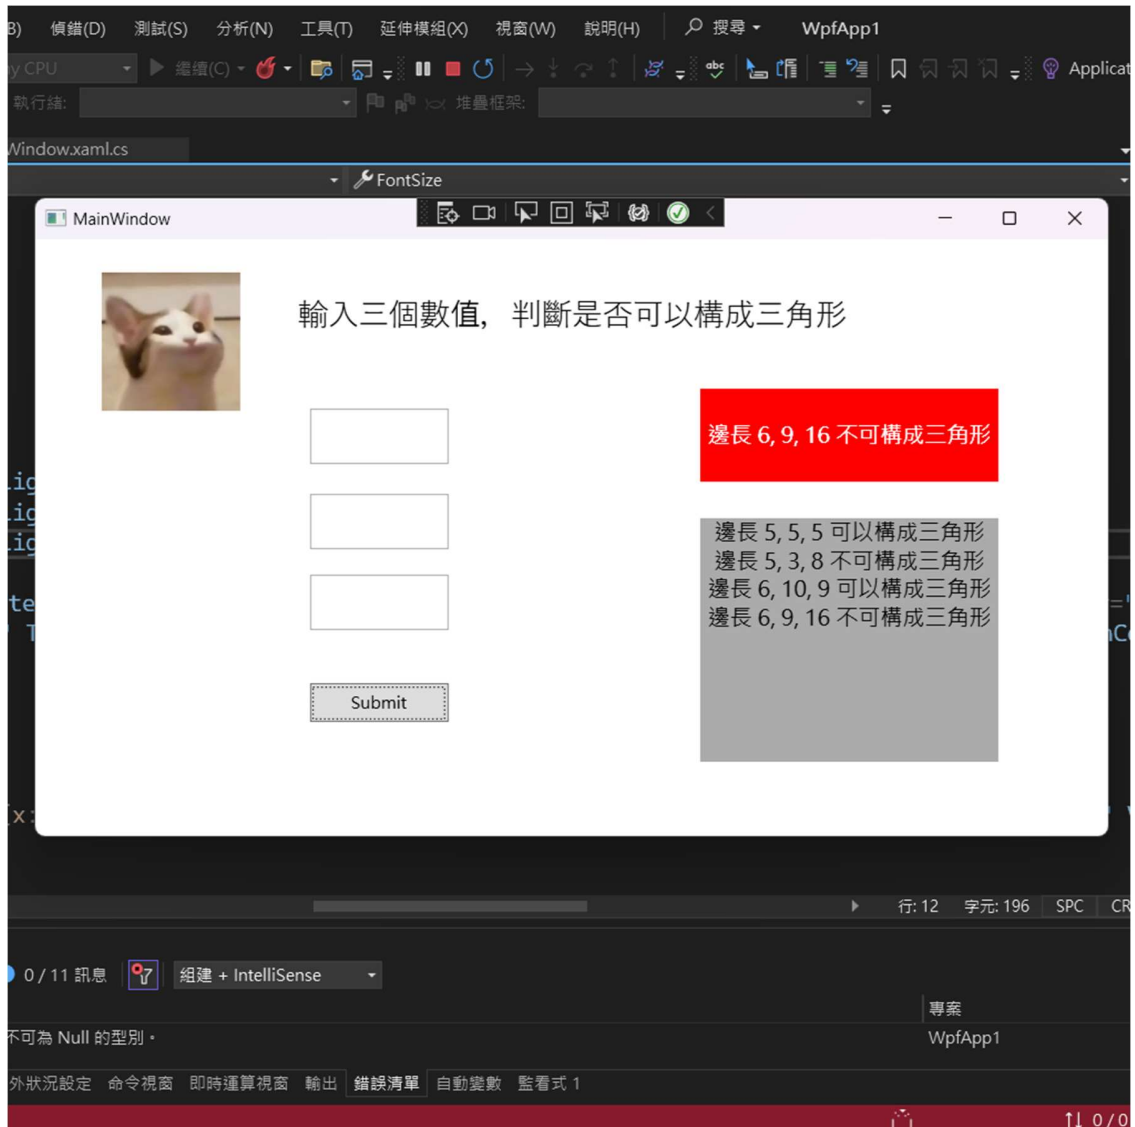 B) 偵錯(D) 測試(S) 分析(N) 工具(T) 延伸模組(X) 視窗(W) 說明(H) 搜尋 WpfApp1
y CPU 繼續(C) abc Applicat
執行緒: 堆疊框架:
Window.xaml.cs
FontSize
MainWindow
輸入三個數值, 判斷是否可以構成三角形
邊長 6, 9, 16 不可構成三角形
邊長 5, 5, 5 可以構成三角形
邊長 5, 3, 8 不可構成三角形
邊長 6, 10, 9 可以構成三角形
邊長 6, 9, 16 不可構成三角形
Submit
行: 12 字元: 196 SPC CR
0 / 11 訊息 組建 + IntelliSense
專案
不可為 Null 的型別。 WpfApp1
外狀況設定 命令視窗 即時運算視窗 輸出 錯誤清單 自動變數 監看式 1
0 / 0